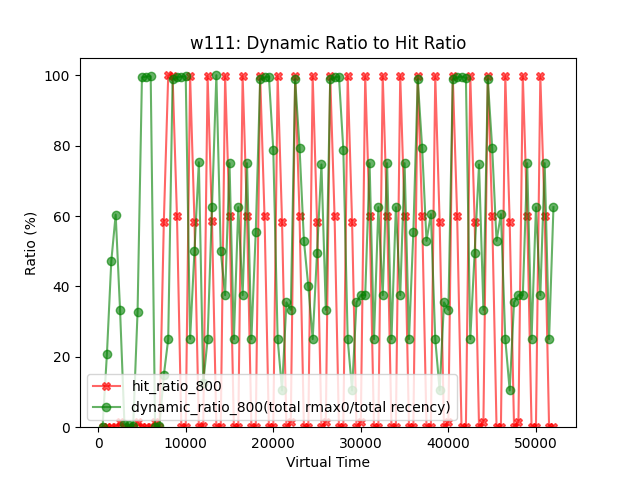 w111: Dynamic Ratio to Hit Ratio
100
80
60
40
20
0
Ratio (%)
hit_ratio_800
dynamic_ratio_800(total rmax0/total recency)
0
10000
20000
30000
40000
50000
Virtual Time